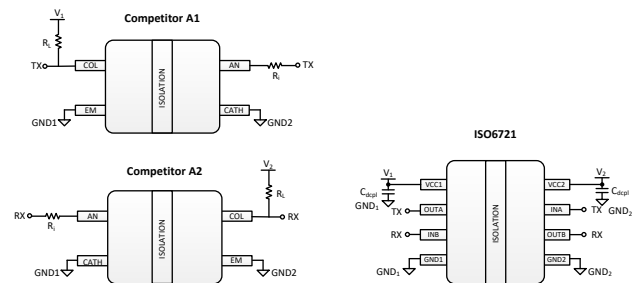 Competitor A1
V1
RL
TX
COL
EM
GND1
ISOLATION
AN
CATH
RI
TX
GND2
Competitor A2
RX
RI
AN
CATH
GND1
ISOLATION
V2
RL
COL
EM
RX
GND2
ISO6721
V1
Cdcpl
GND1
TX
RX
GND1
VCC1
OUTA
INB
GND1
ISOLATION
VCC2
INA
OUTB
GND2
V2
Cdcpl
TX
GND2
RX
GND2